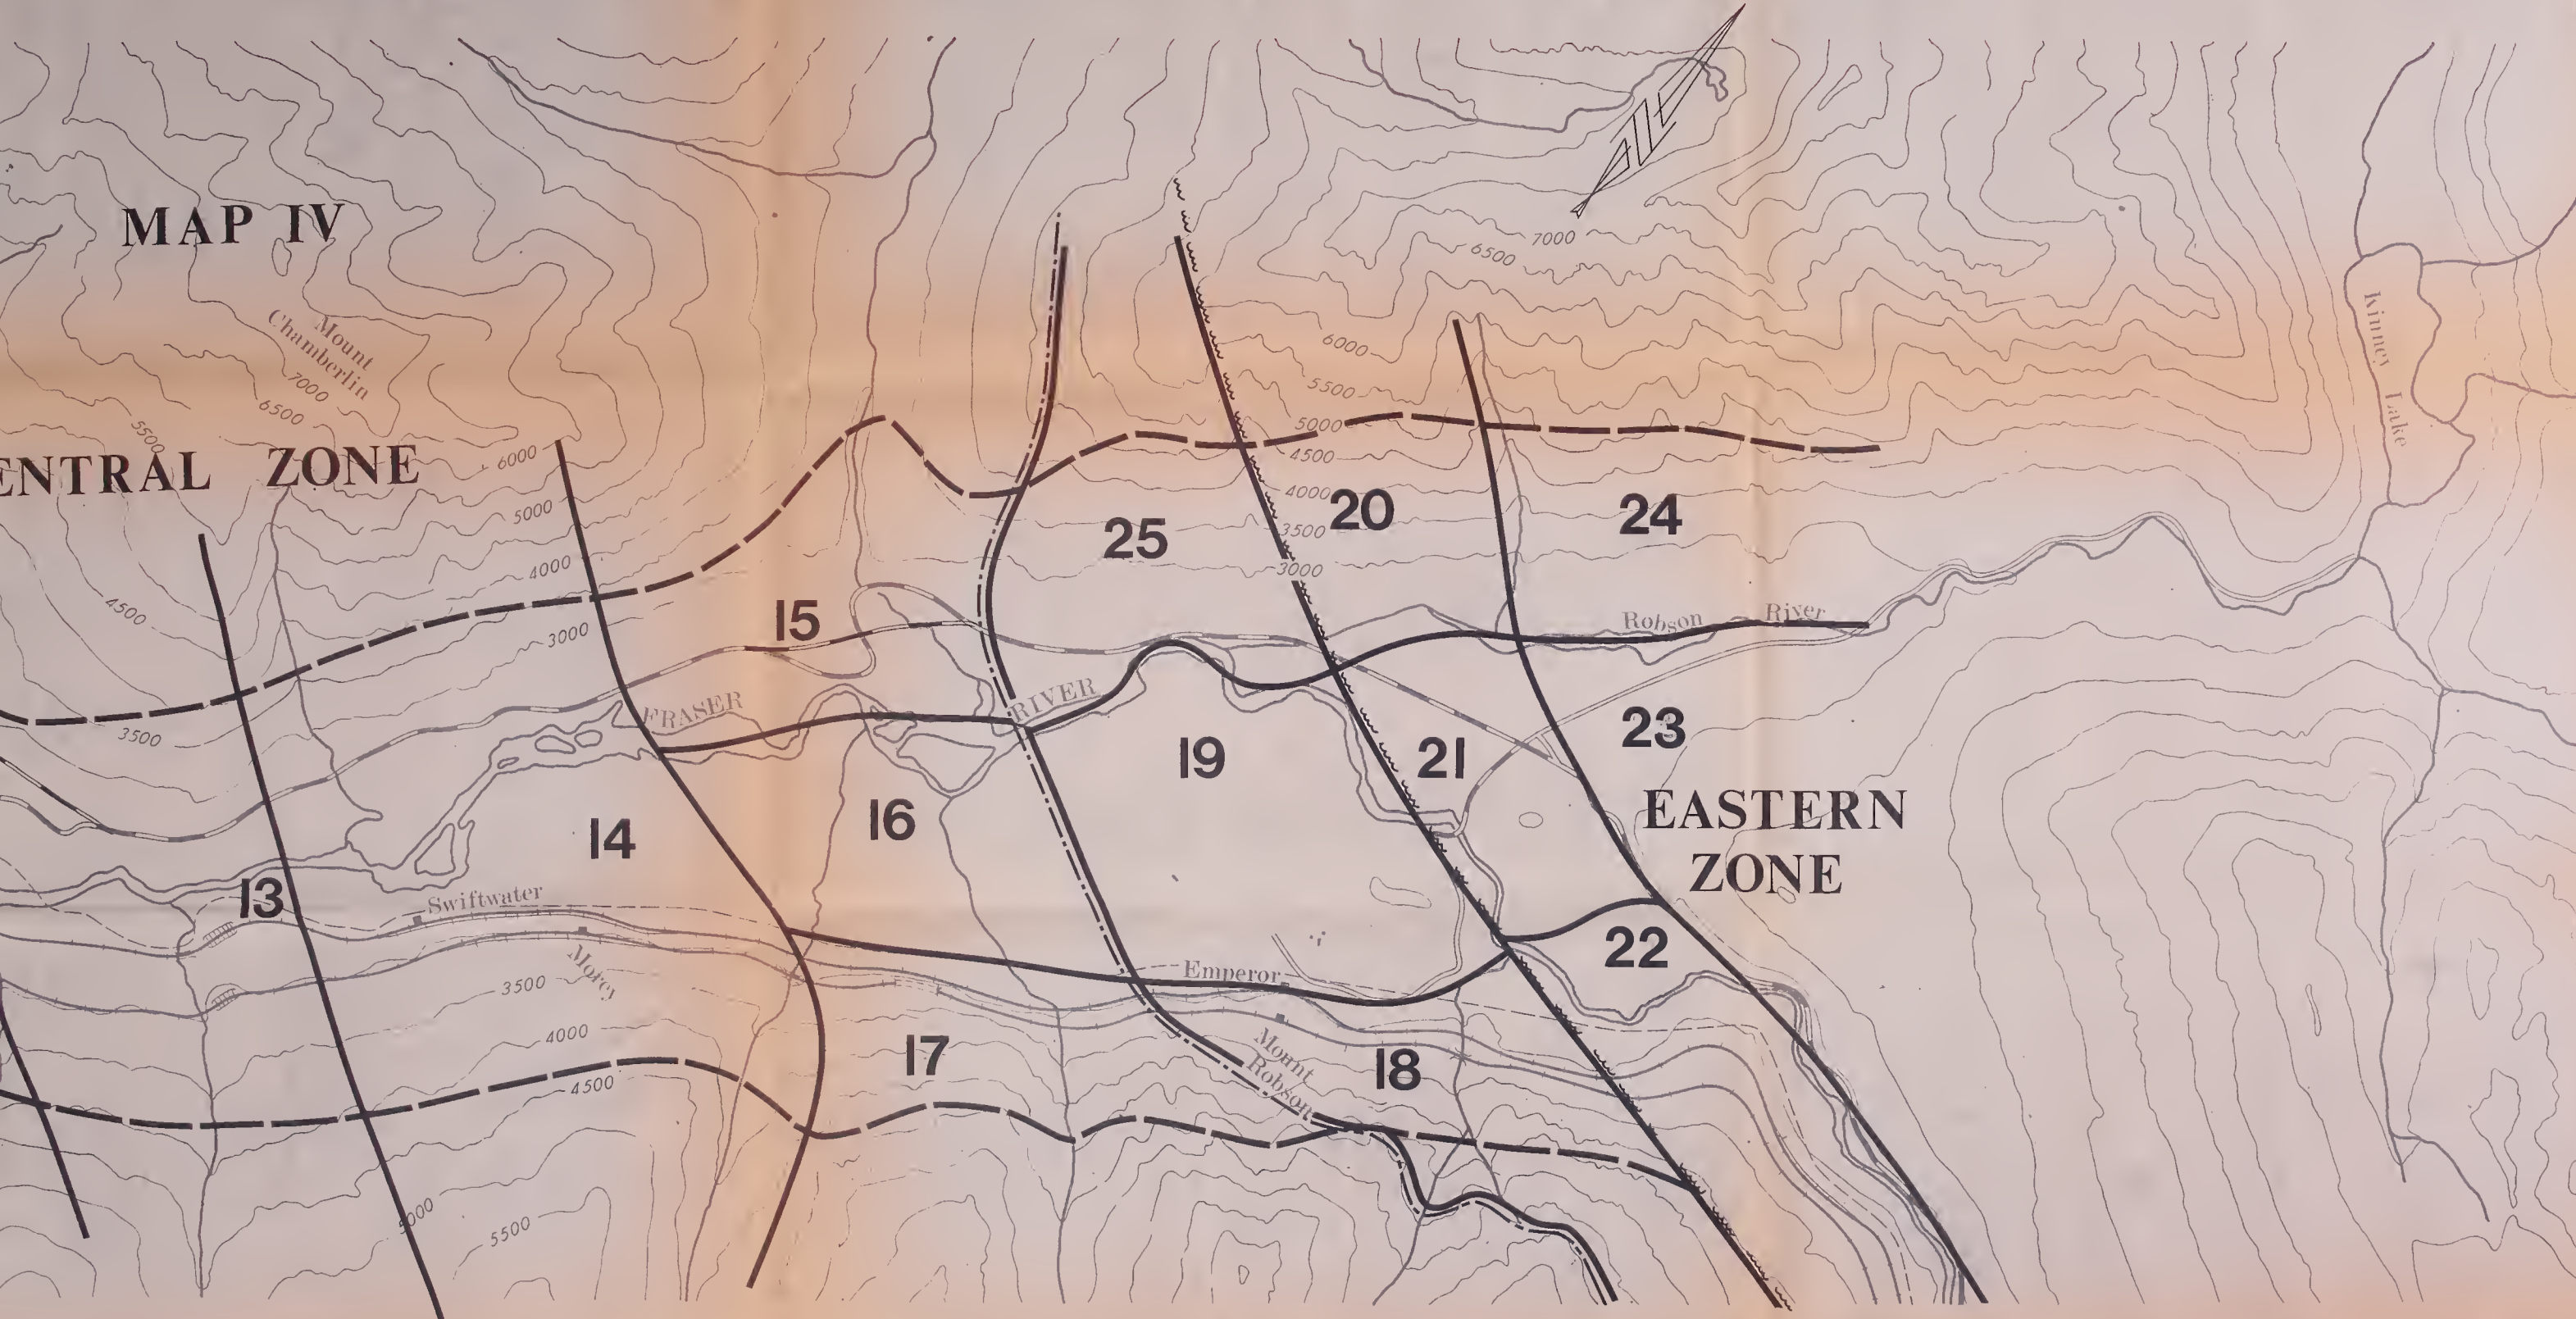 MAP IV
7000
6500
Kinney Lake
Mount
Chamberlin
7000
6500
5500
6000
5500
5000
4500
6000
ENTRAL ZONE
5000
4000
20
24
25
3500
3000
4000
4500
3000
15
Robson River
FRASER RIVER
3500
23
19
21
EASTERN
ZONE
14
16
13
Swiftwater
22
Morey
3500
Emperor
4000
17
Mount
Robson
18
4500
5000
5500